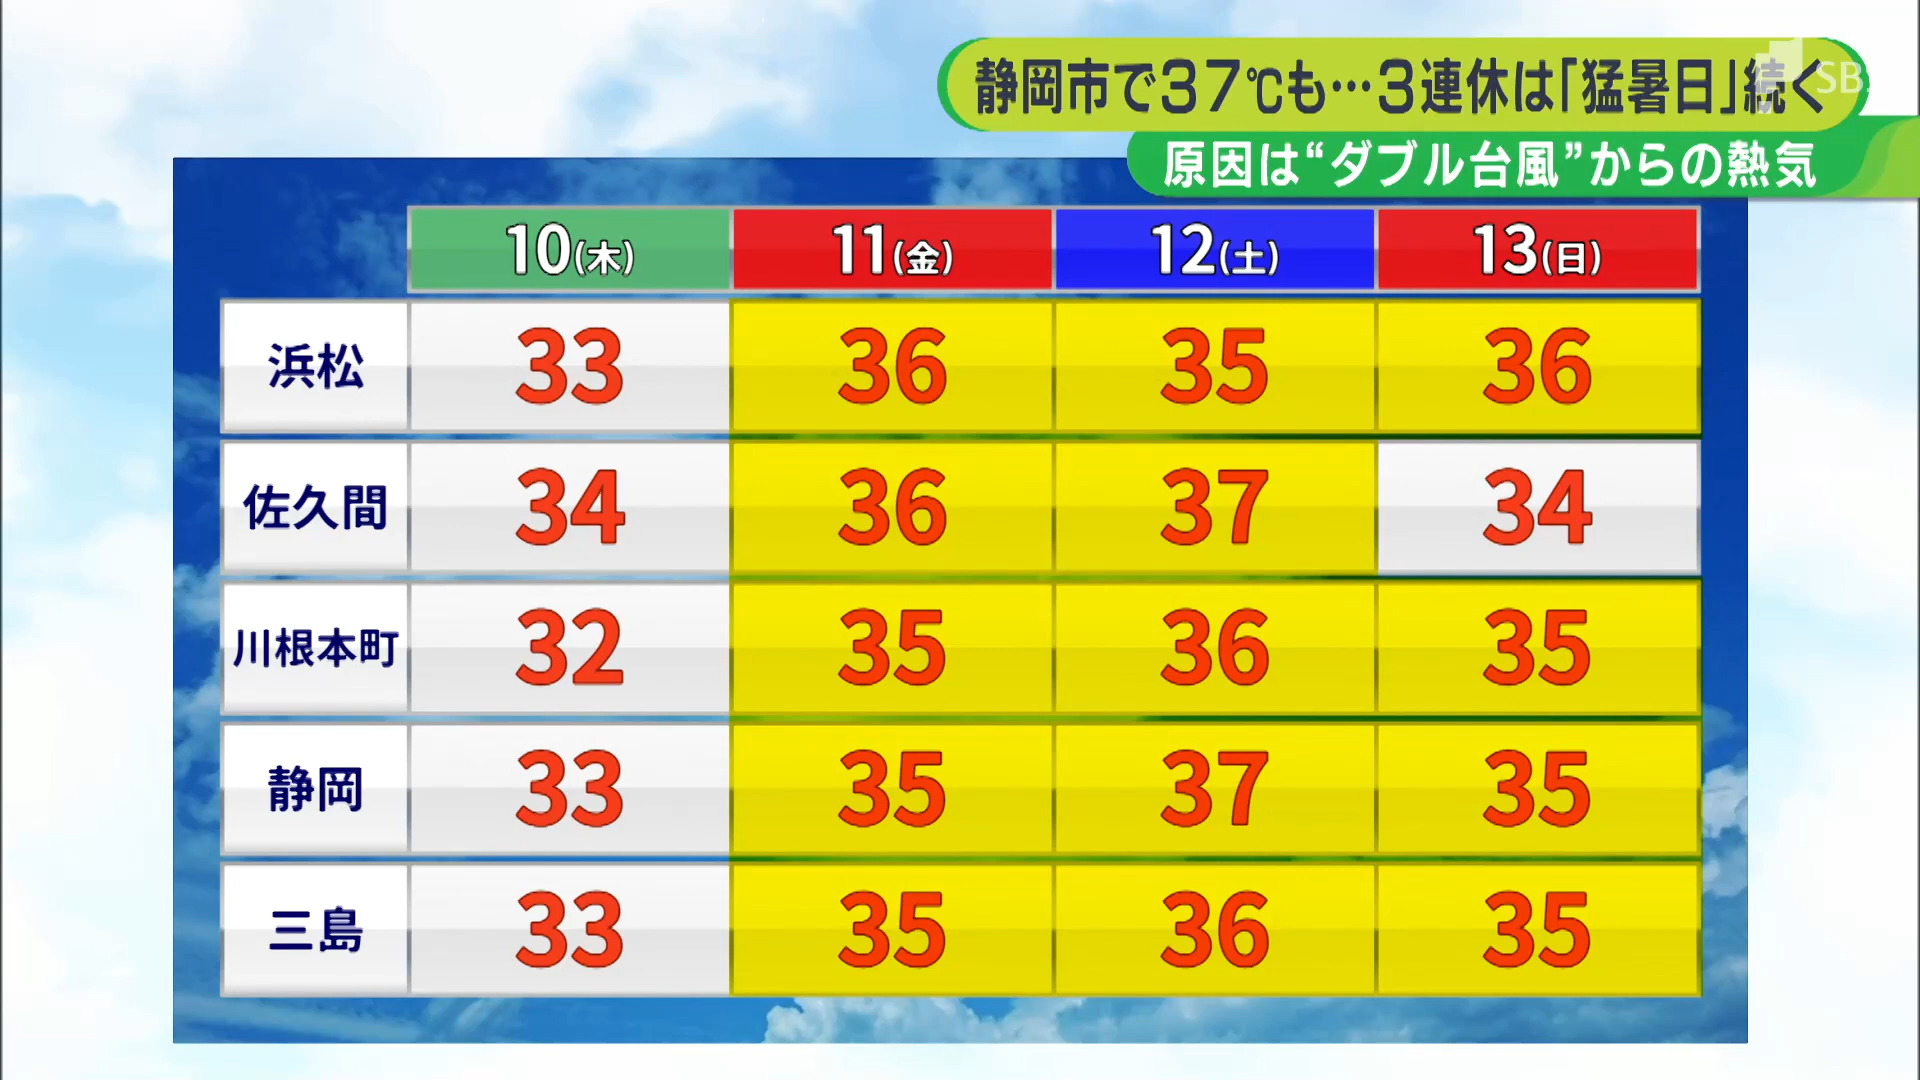 静岡市で37℃も…3連休は「猛暑日」続く
SBS
原因は“ダブル台風”からの熱気
10(木) 11(金) 12(土) 13(日)
浜松 33 36 35 36
佐久間 34 36 37 34
川根本町 32 35 36 35
静岡 33 35 37 35
三島 33 35 36 35